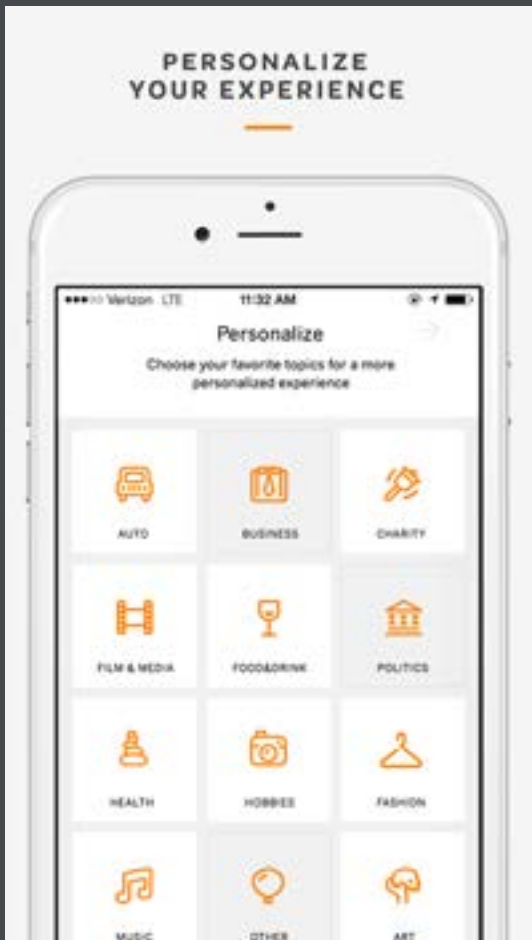 PERSONALIZE
YOUR EXPERIENCE
Verizon LTE 11:32 AM
Personalize
Choose your favorite topics for a more
personalized experience
AUTO BUSINESS CHARITY
FILM & MEDIA FOOD&DRINK POLITICS
HEALTH HOBBIES FASHION
MUSIC OTHER ART